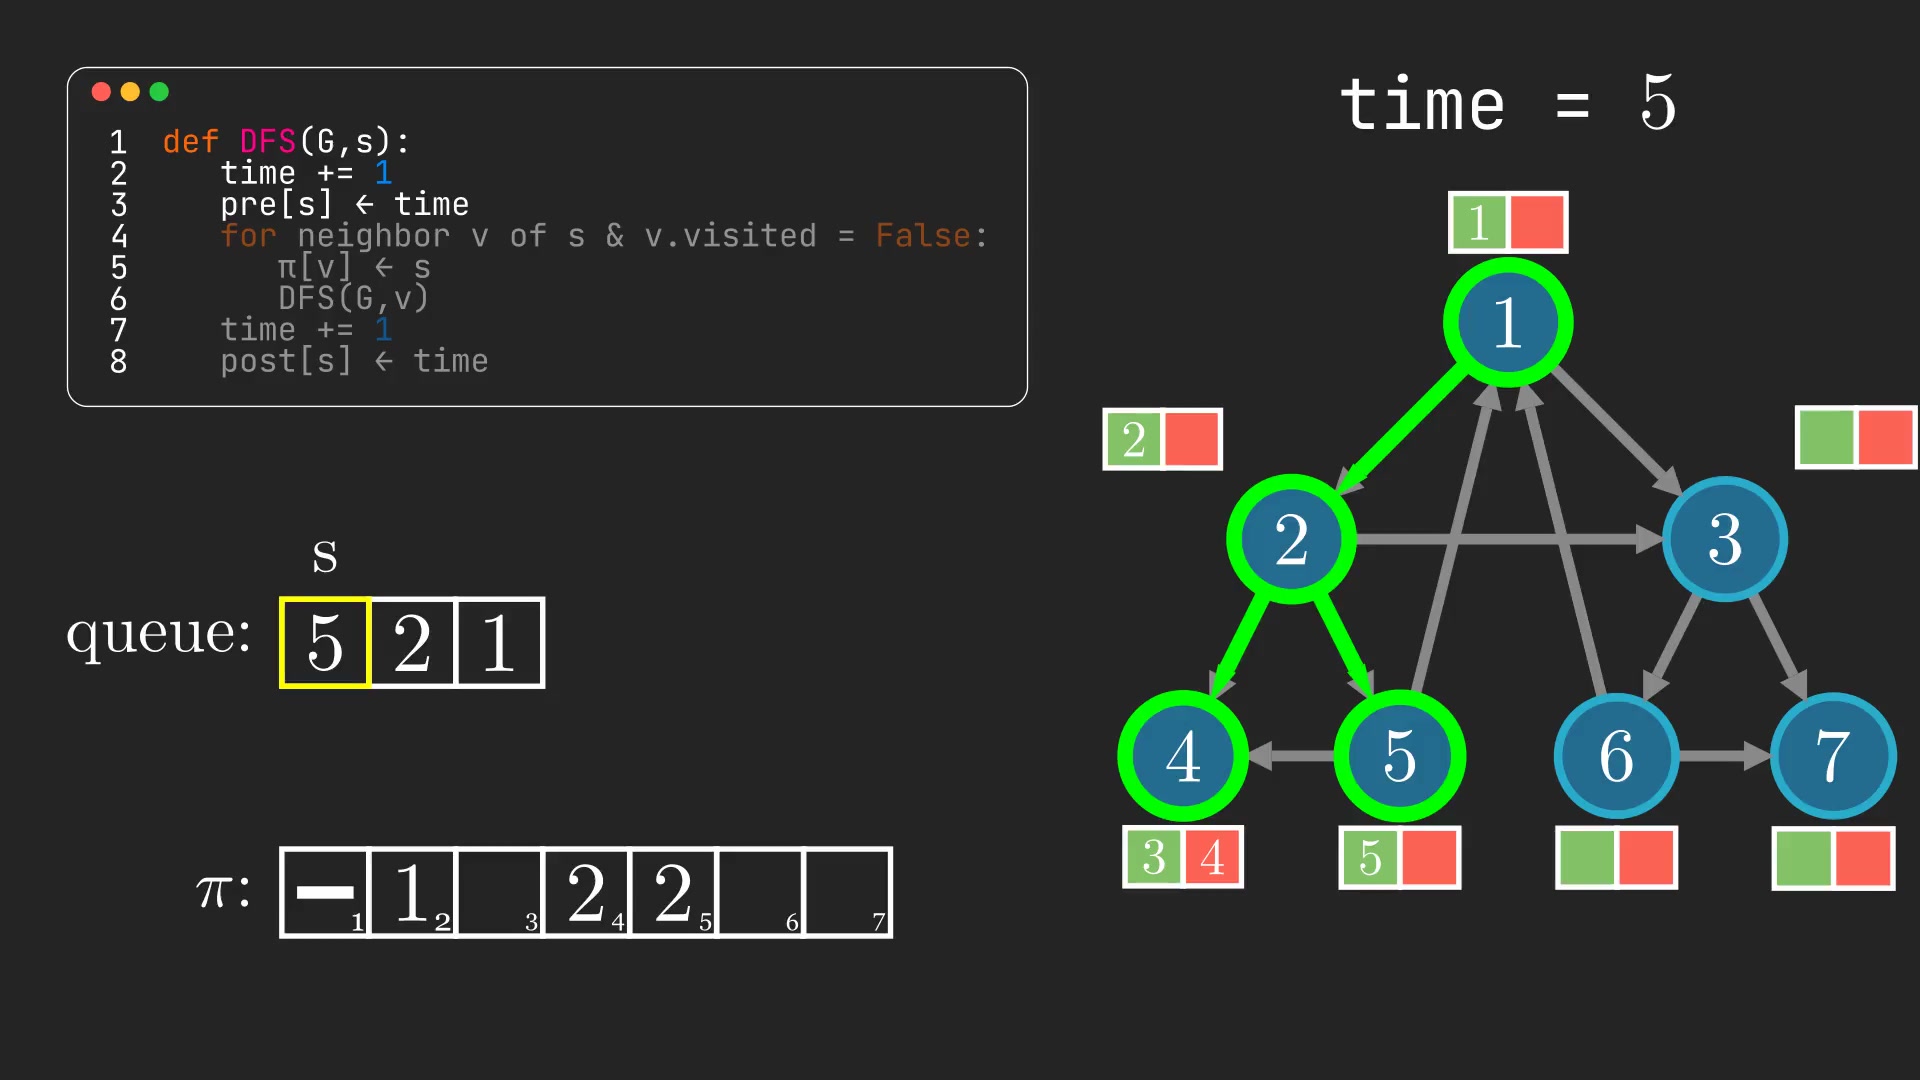 time = 5
1 def DFS(G,s):
2 time += 1
3 pre[s] ← time
4 for neighbor v of s & v.visited = False:
5 π[v] ← s
6 DFS(G,v)
7 time += 1
8 post[s] ← time
1
1
2
2 3
s
queue: 5 2 1
4 5 6 7
3 4 5
π: – 1 2 2
1 2 3 4 5 6 7